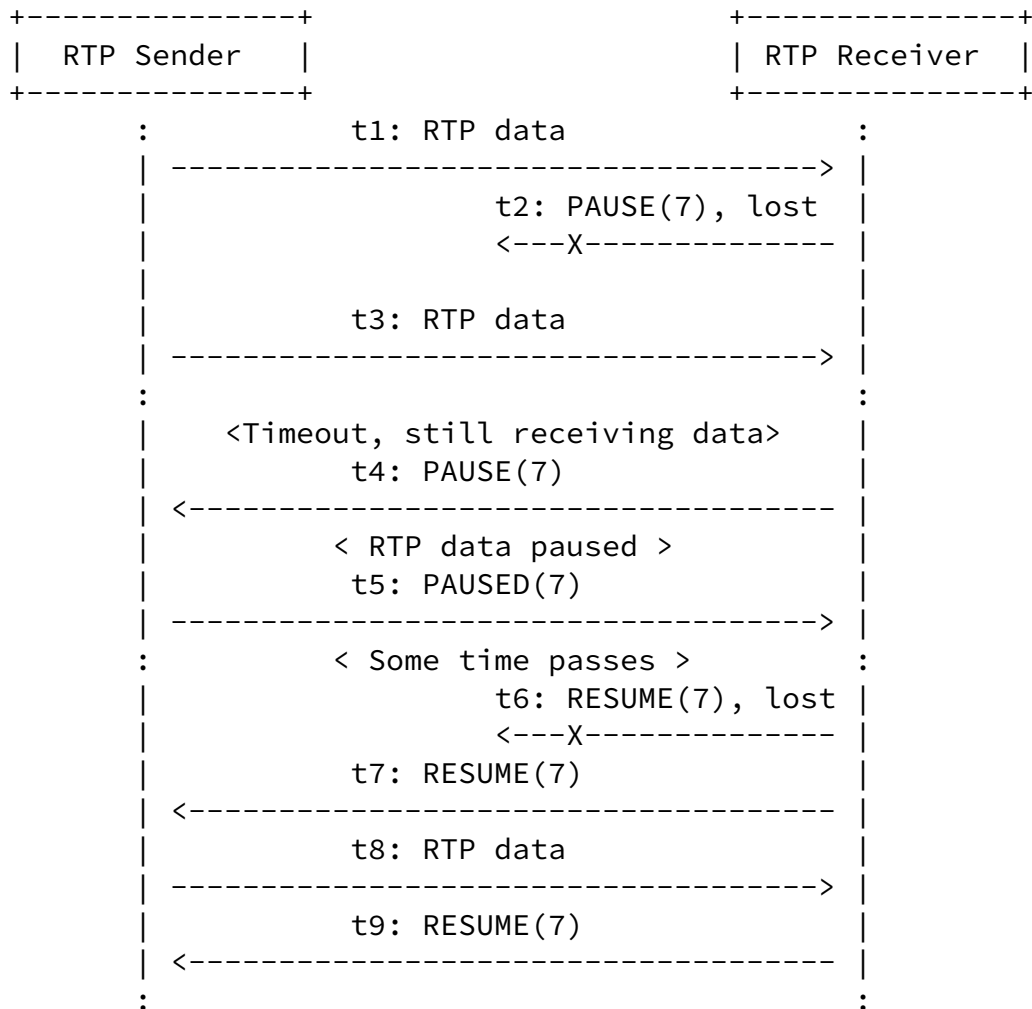 RTP Sender RTP Receiver
t1: RTP data
t2: PAUSE(7), lost
<---X--------------
t3: RTP data
<Timeout, still receiving data>
t4: PAUSE(7)
< RTP data paused >
t5: PAUSED(7)
< Some time passes >
t6: RESUME(7), lost
<---X--------------
t7: RESUME(7)
t8: RTP data
t9: RESUME(7)